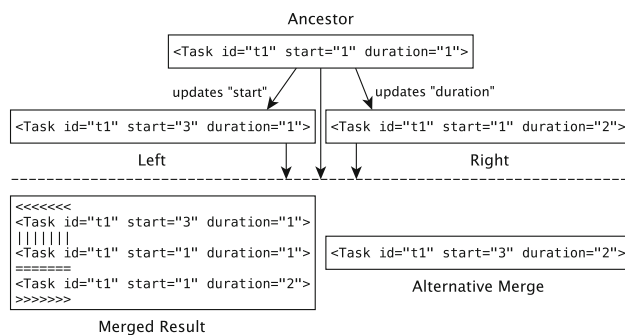 Ancestor
<Task id="t1" start="1" duration="1">
updates "start"
updates "duration"
<Task id="t1" start="3" duration="1">
<Task id="t1" start="1" duration="2">
Left
Right
<<<<<<<
<Task id="t1" start="3" duration="1">
|||||||
<Task id="t1" start="1" duration="1">
=======
<Task id="t1" start="1" duration="2">
>>>>>>>
Merged Result
<Task id="t1" start="3" duration="2">
Alternative Merge